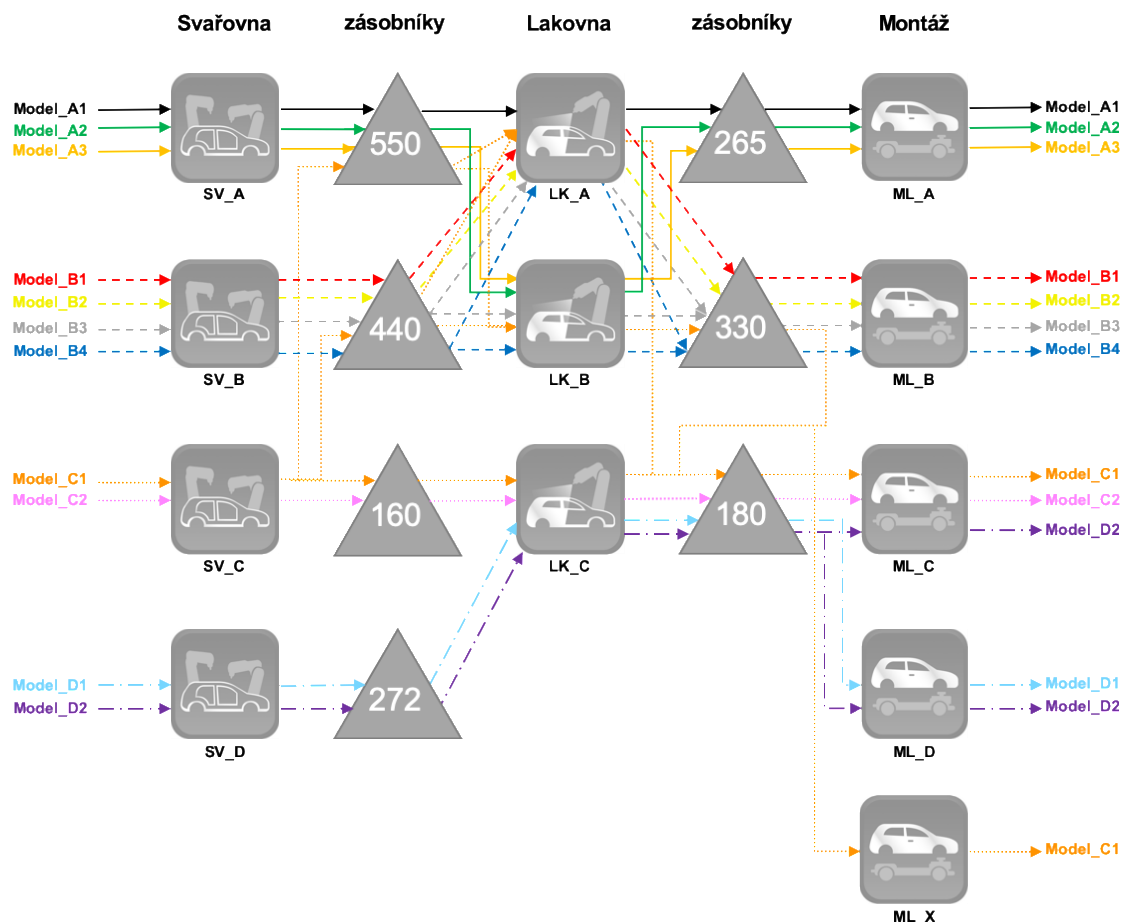 Svařovna zásobníky Lakovna zásobníky Montáž
Model_A1 Model_A1
Model_A2 Model_A2
Model_A3 550 265 Model_A3
SV_A LK_A ML_A
Model_B1 Model_B1
Model_B2 Model_B2
Model_B3 440 330 Model_B3
Model_B4 Model_B4
SV_B LK_B ML_B
Model_C1 Model_C1
Model_C2 Model_C2
160 180 Model_D2
SV_C LK_C ML_C
Model_D1 272 Model_D1
Model_D2 Model_D2
SV_D ML_D
Model_C1
ML_X